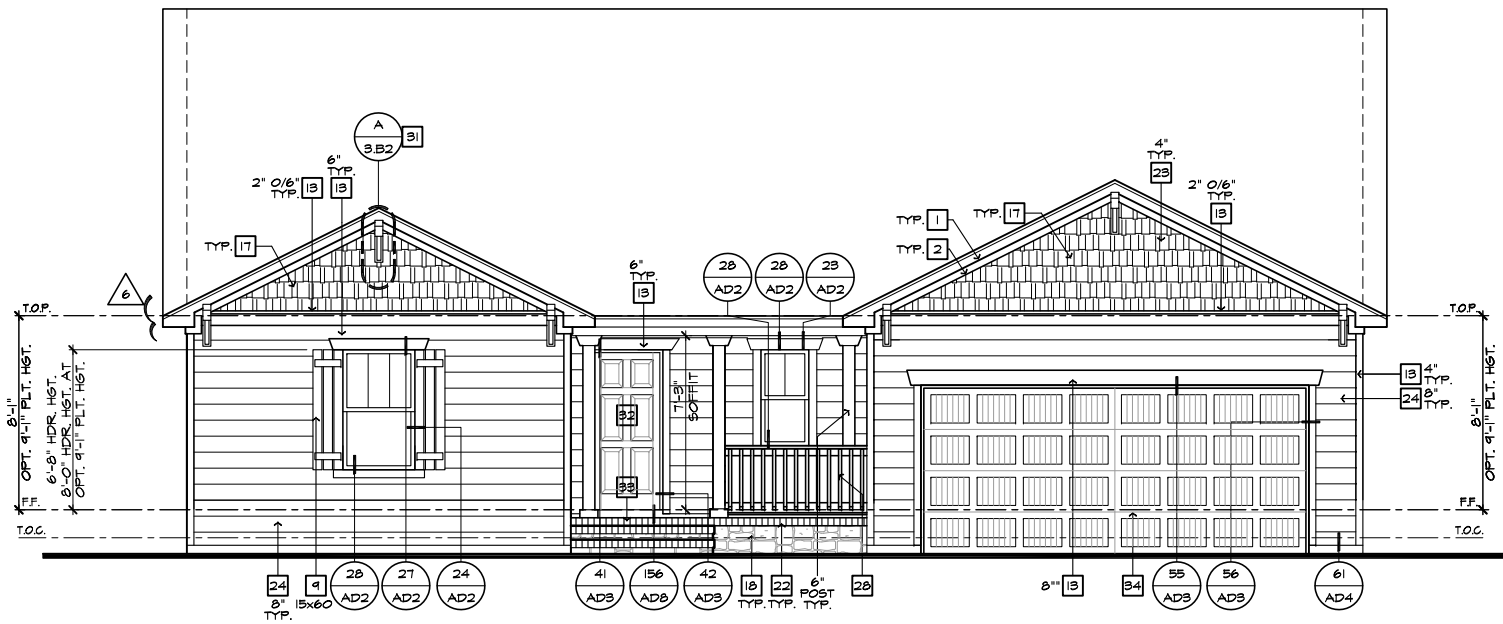 A
3.B2
31
6"
TYP.
13
2" 0/6"
TYP.
13
TYP. 17
6
T.O.P.
8'-1"
OPT. 9'-1" PLT. HGT.
6'-8" HDR. HGT.
8'-0" HDR. HGT. AT
OPT. 9'-1" PLT. HGT.
F.F.
T.O.C.
6"
TYP.
13
28
AD2
28
AD2
23
AD2
7'-3"
SOFFIT
32
33
4"
TYP.
23
2" 0/6"
TYP.
13
TYP. 1
TYP. 17
TYP. 2
T.O.P.
8'-1"
OPT. 9'-1" PLT. HGT.
13 4"
TYP.
24 8"
TYP.
F.F.
T.O.C.
24
8"
TYP.
9
15x60
28
AD2
27
AD2
24
AD2
41
AD3
156
AD8
42
AD3
18
TYP.
22
TYP.
6"
POST
TYP.
28
8"" 13
34
55
AD3
56
AD3
61
AD4